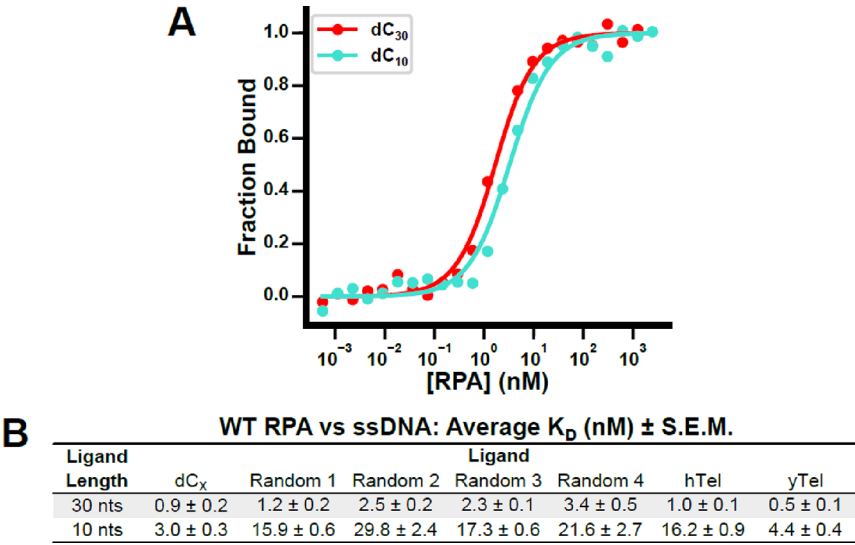 A
dC30
dC10
Fraction Bound
1.0
0.8
0.6
0.4
0.2
0.0
10−3 10−2 10−1 100 101 102 103
[RPA] (nM)
B
WT RPA vs ssDNA: Average KD (nM) ± S.E.M.
Ligand Length Ligand
dCX Random 1 Random 2 Random 3 Random 4 hTel yTel
30 nts 0.9 ± 0.2 1.2 ± 0.2 2.5 ± 0.2 2.3 ± 0.1 3.4 ± 0.5 1.0 ± 0.1 0.5 ± 0.1
10 nts 3.0 ± 0.3 15.9 ± 0.6 29.8 ± 2.4 17.3 ± 0.6 21.6 ± 2.7 16.2 ± 0.9 4.4 ± 0.4